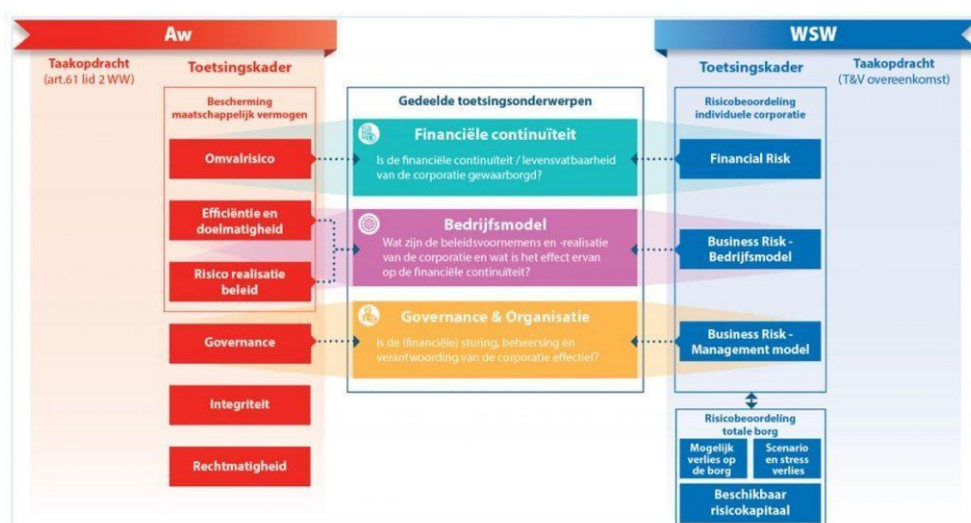 Aw
WSW
Taakopdracht
(art.61 lid 2 WW)
Toetsingskader
Toetsingskader
Taakopdracht
(T&V overeenkomst)
Bescherming
maatschappelijk vermogen
Omvalrisico
Efficiëntie en
doelmatigheid
Risico realisatie
beleid
Governance
Integriteit
Rechtmatigheid
Gedeelde toetsingsonderwerpen
Financiële continuïteit
Is de financiële continuïteit / levensvatbaarheid
van de corporatie gewaarborgd?
Bedrijfsmodel
Wat zijn de beleidsvoornemens en -realisatie
van de corporatie en wat is het effect ervan
op de financiële continuïteit?
Governance & Organisatie
Is de (financiële) sturing, beheersing en
verantwoording van de corporatie effectief?
Risicobeoordeling
individuele corporatie
Financial Risk
Business Risk -
Bedrijfsmodel
Business Risk -
Management model
Risicobeoordeling
totale borg
Mogelijk
verlies op
de borg
Scenario
en stress
verlies
Beschikbaar
risicokapitaal